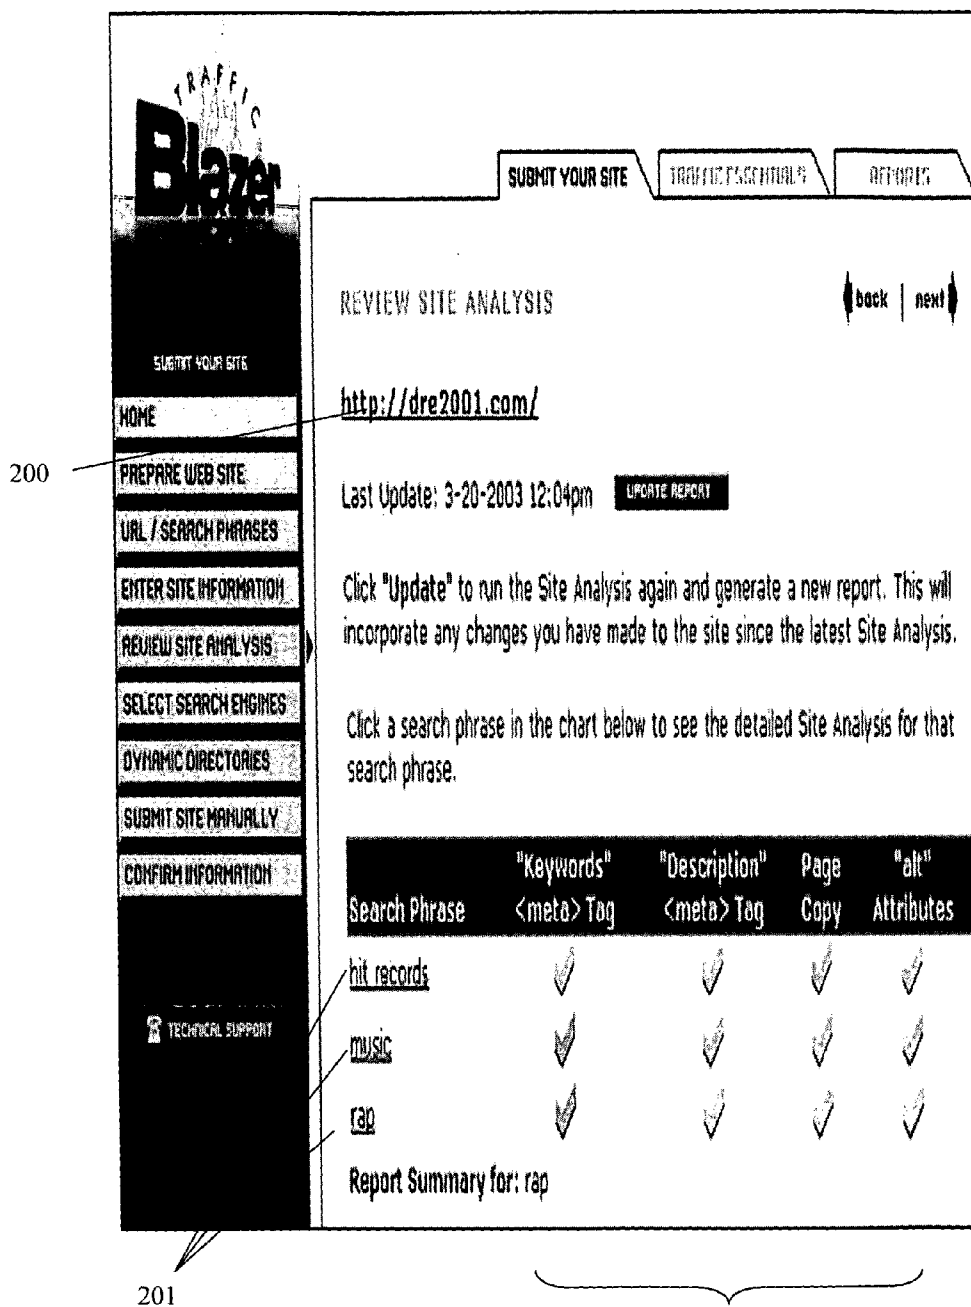 TRAFFIC
Blazer
SUBMIT YOUR SITE
TRAFFIC ESSENTIALS
REPORTS
REVIEW SITE ANALYSIS
back | next
SUBMIT YOUR SITE
http://dre2001.com/
HOME
200
PREPARE WEB SITE
Last Update: 3-20-2003 12:04pm
UPDATE REPORT
URL / SEARCH PHRASES
ENTER SITE INFORMATION
Click "Update" to run the Site Analysis again and generate a new report. This will
incorporate any changes you have made to the site since the latest Site Analysis.
REVIEW SITE ANALYSIS
SELECT SEARCH ENGINES
Click a search phrase in the chart below to see the detailed Site Analysis for that
search phrase.
DYNAMIC DIRECTORIES
SUBMIT SITE MANUALLY
CONFIRM INFORMATION
"Keywords" "Description" Page "alt"
Search Phrase <meta> Tag <meta> Tag Copy Attributes
hit records
TECHNICAL SUPPORT
music
rap
Report Summary for: rap
201